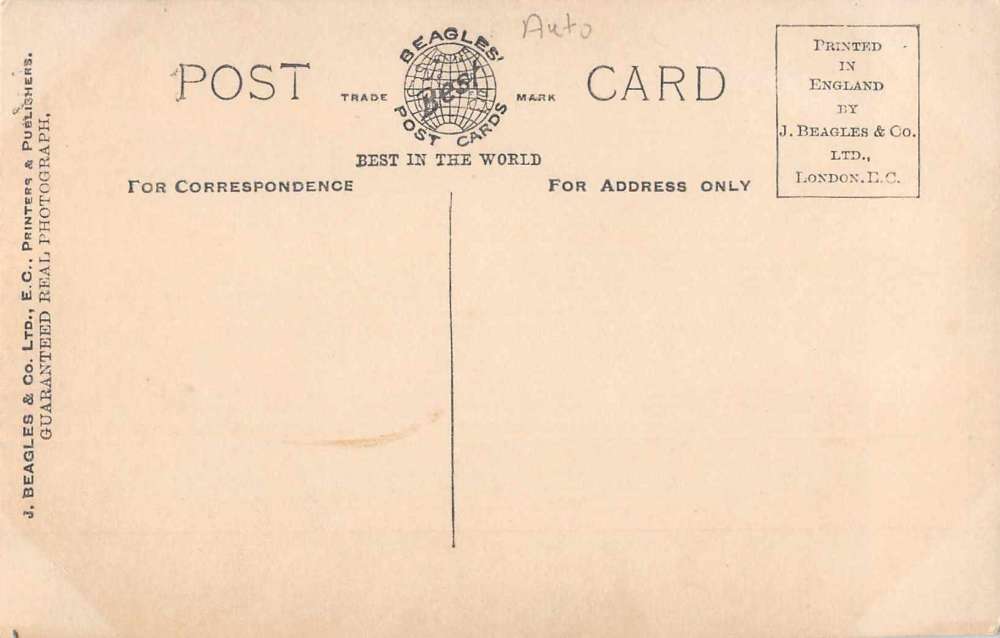 Auto
POST CARD
BEAGLES'
Best
POST CARDS
TRADE MARK
BEST IN THE WORLD
FOR CORRESPONDENCE
FOR ADDRESS ONLY
PRINTED
IN
ENGLAND
BY
J. BEAGLES & CO.
LTD.,
LONDON. E.C.
J. BEAGLES & CO. LTD., E.C., PRINTERS & PUBLISHERS.
GUARANTEED REAL PHOTOGRAPH.